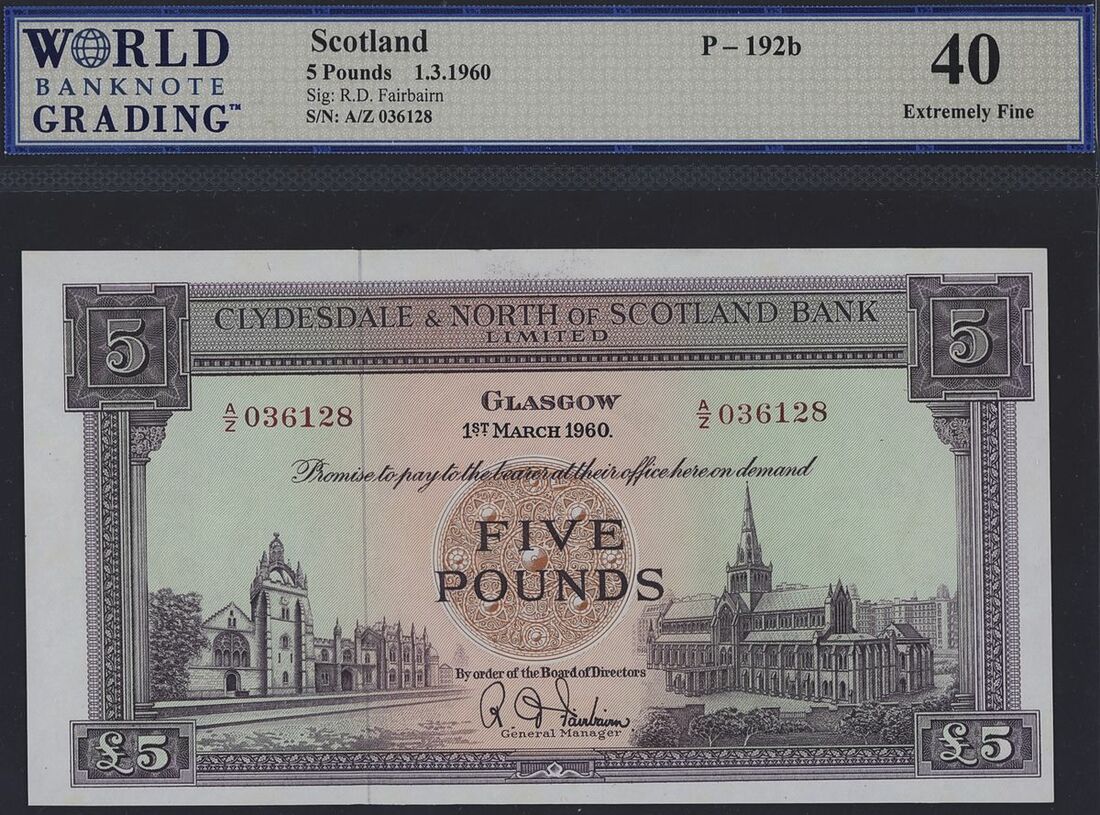 WORLD
BANKNOTE
GRADING™
Scotland
5 Pounds 1.3.1960
Sig: R.D. Fairbairn
S/N: A/Z 036128
P – 192b
40
Extremely Fine
5
CLYDESDALE & NORTH OF SCOTLAND BANK
LIMITED
5
A/Z 036128
GLASGOW
A/Z 036128
1ST MARCH 1960.
Promise to pay to the bearer at their office here on demand
FIVE
POUNDS
By order of the Board of Directors
R. D. Fairbairn
General Manager
£5
£5